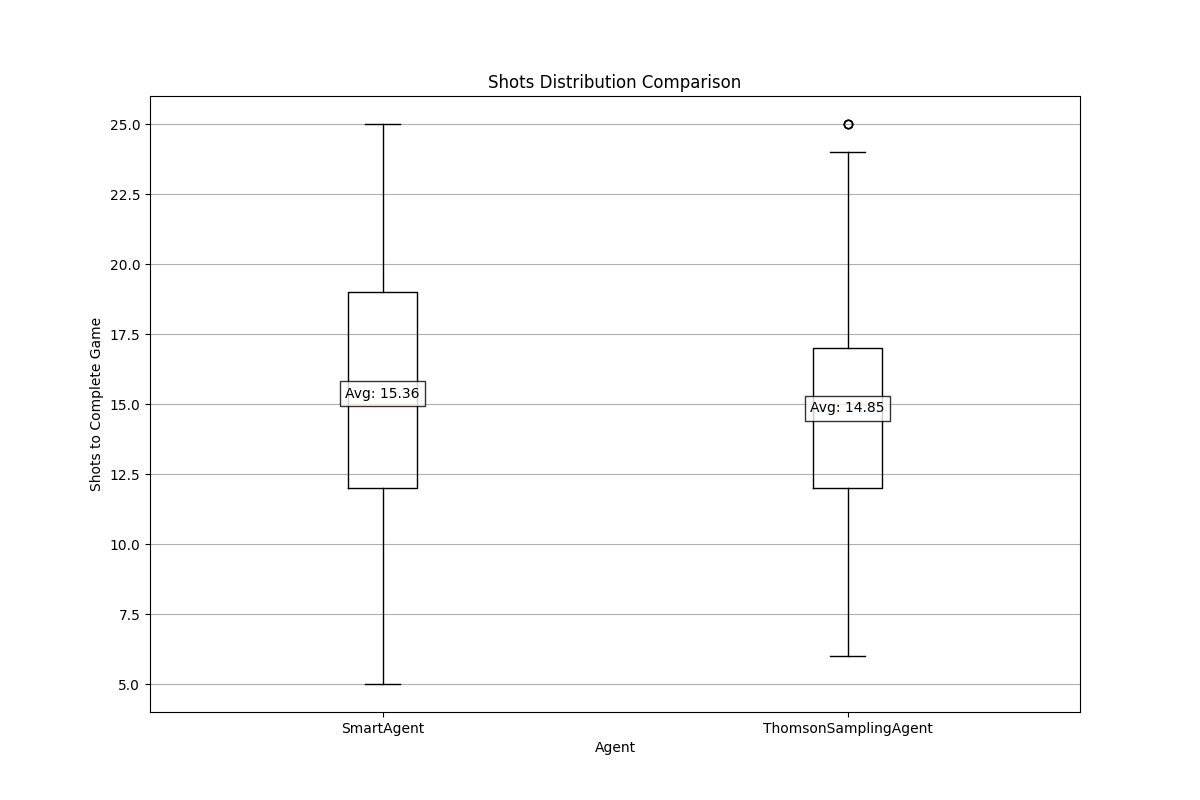 Shots Distribution Comparison
Shots to Complete Game
25.0
22.5
20.0
17.5
15.0
12.5
10.0
7.5
5.0
Avg: 15.36
Avg: 14.85
SmartAgent
ThomsonSamplingAgent
Agent